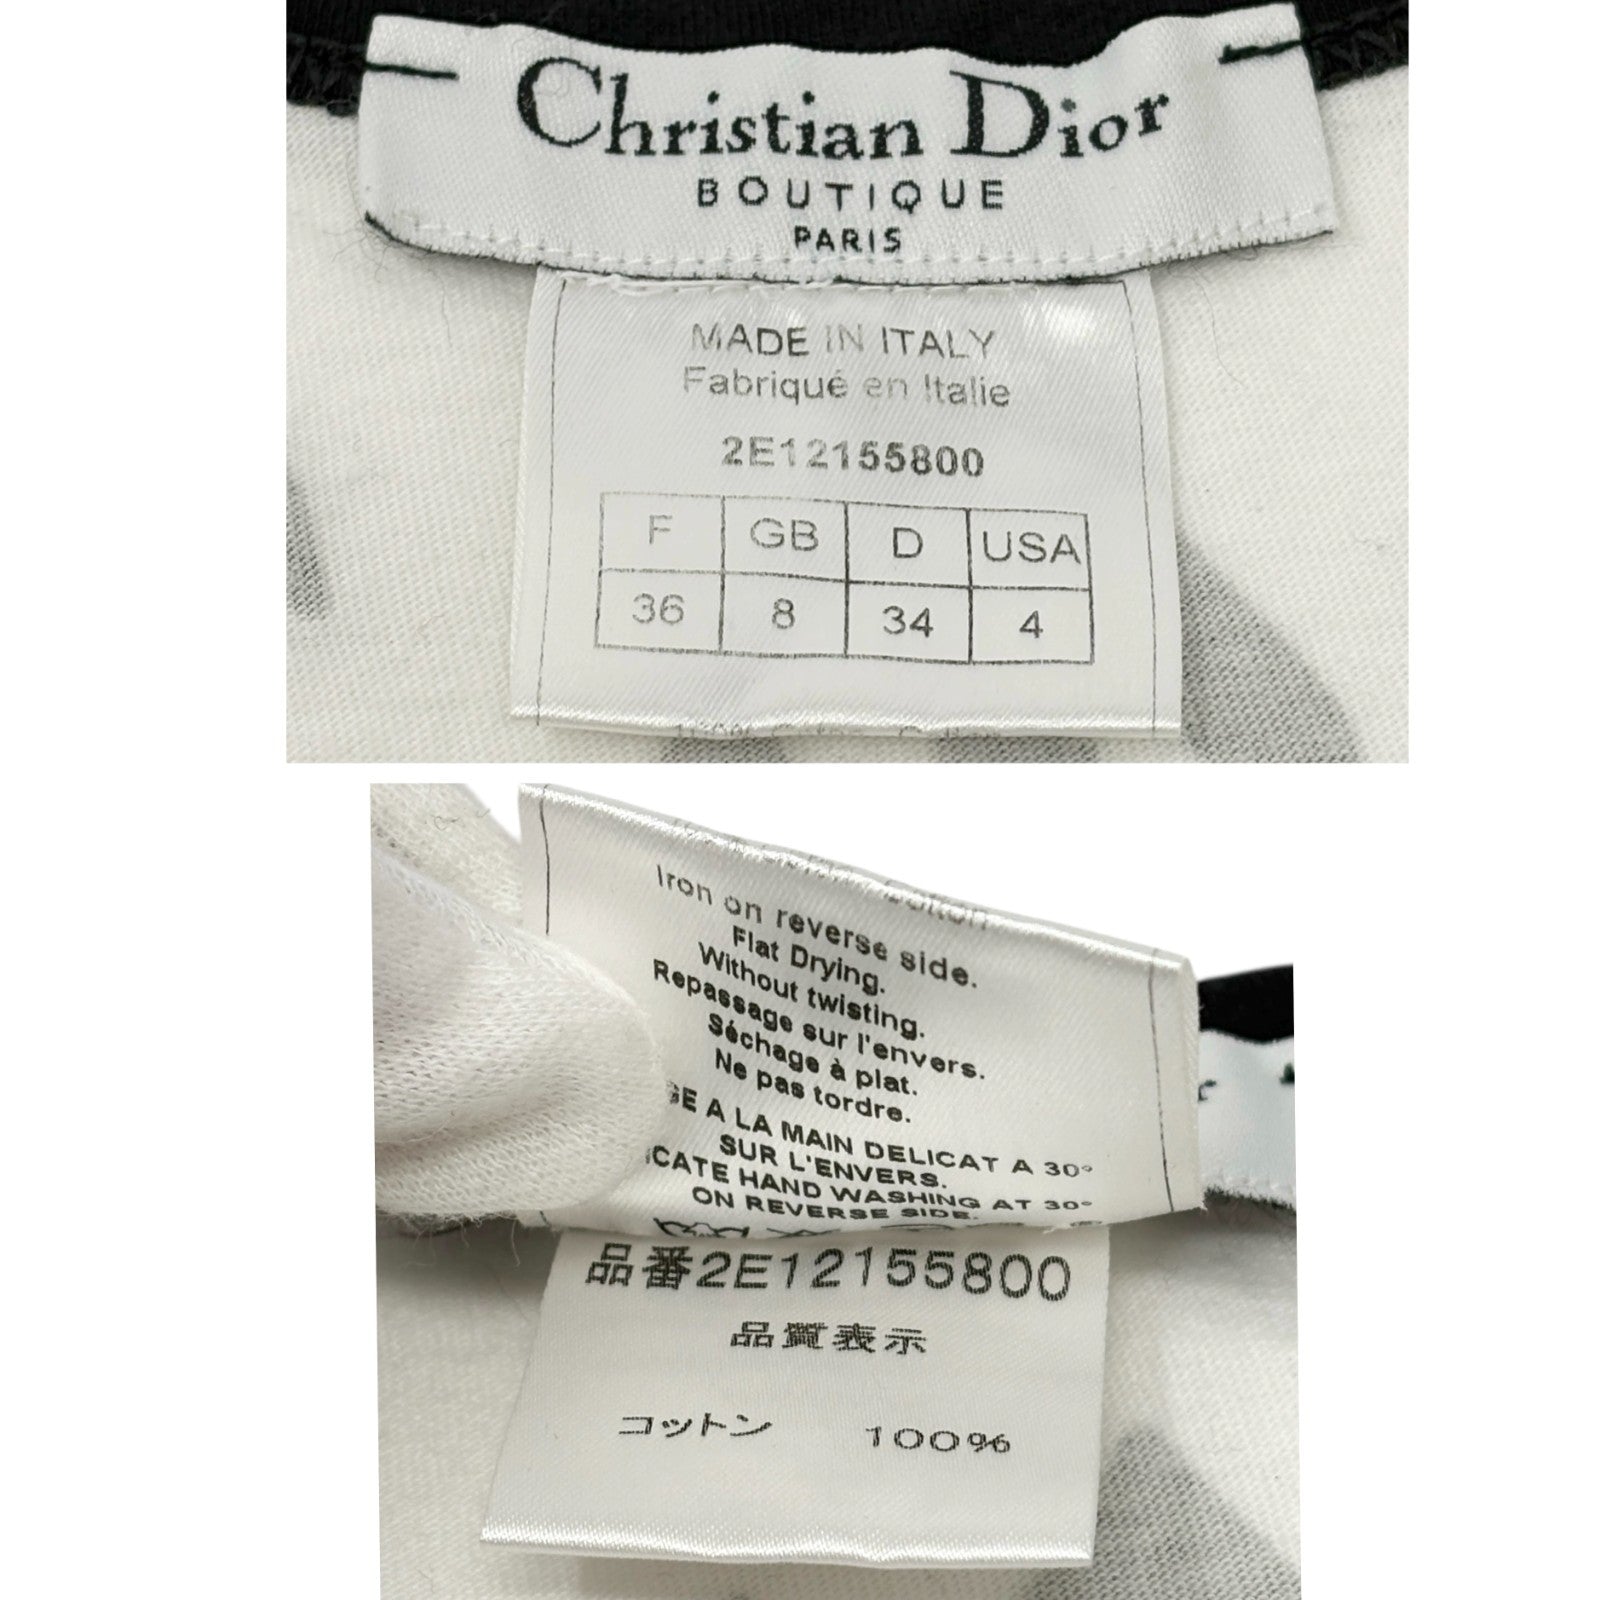 Christian Dior
BOUTIQUE
PARIS
MADE IN ITALY
Fabriqué en Italie
2E12155800
F GB D USA
36 8 34 4
Iron on reverse side.
Flat Drying.
Without twisting.
Repassage sur l'envers.
Séchage à plat.
Ne pas tordre.
GE A LA MAIN DELICAT A 30°
SUR L'ENVERS.
CATE HAND WASHING AT 30°
ON REVERSE SIDE.
品番2E12155800
品質表示
コットン 100%